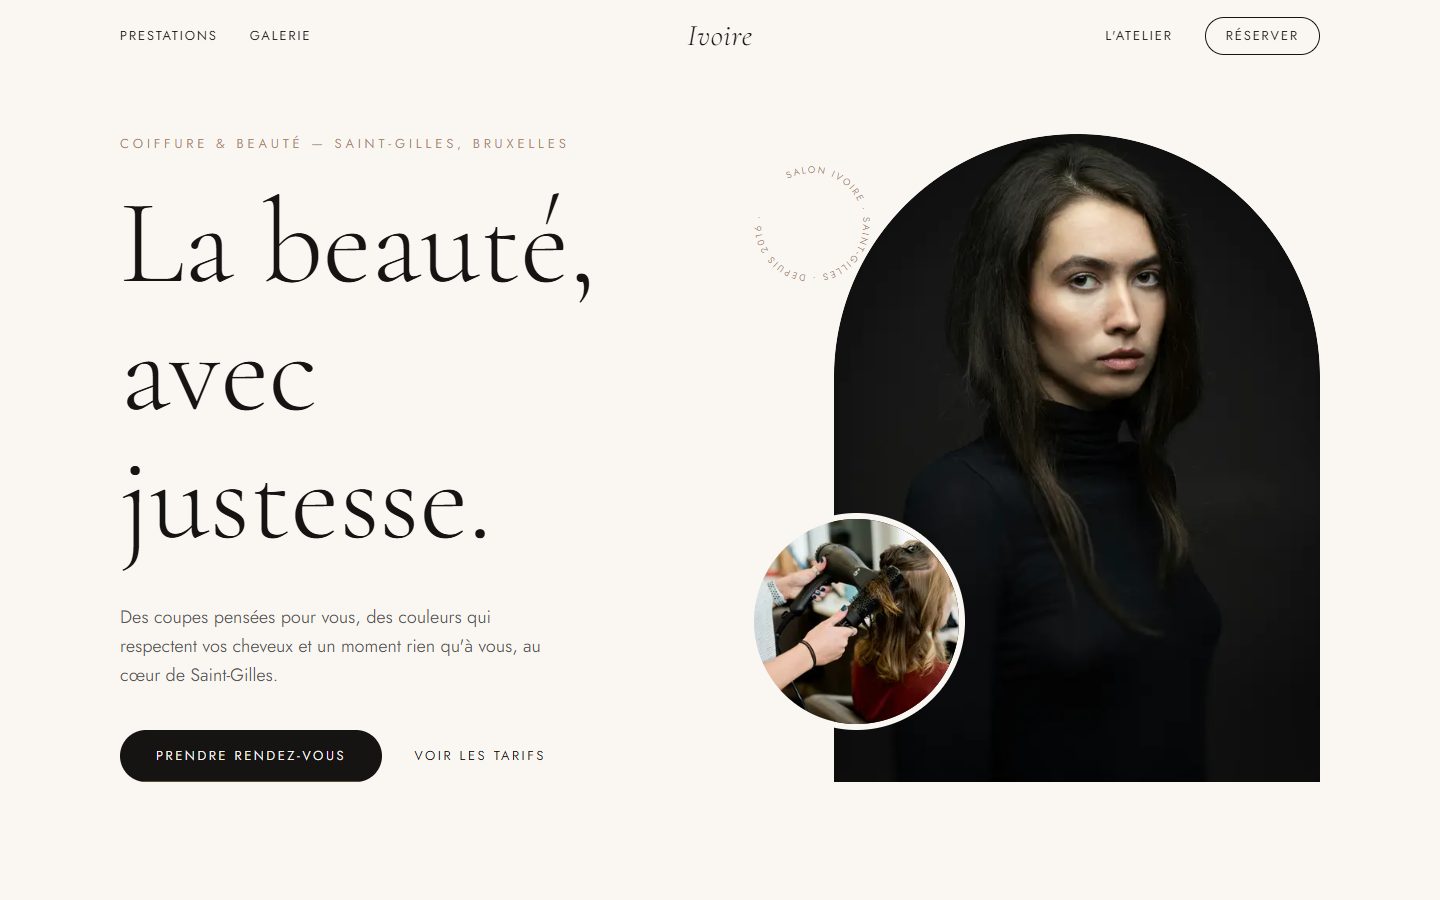 PRESTATIONS
GALERIE
Ivoire
L'ATELIER
RÉSERVER
COIFFURE & BEAUTÉ — SAINT-GILLES, BRUXELLES
La beauté,
avec
justesse.
SALON IVOIRE · SAINT-GILLES · DEPUIS 2016 ·
Des coupes pensées pour vous, des couleurs qui
respectent vos cheveux et un moment rien qu'à vous, au
cœur de Saint-Gilles.
PRENDRE RENDEZ-VOUS
VOIR LES TARIFS